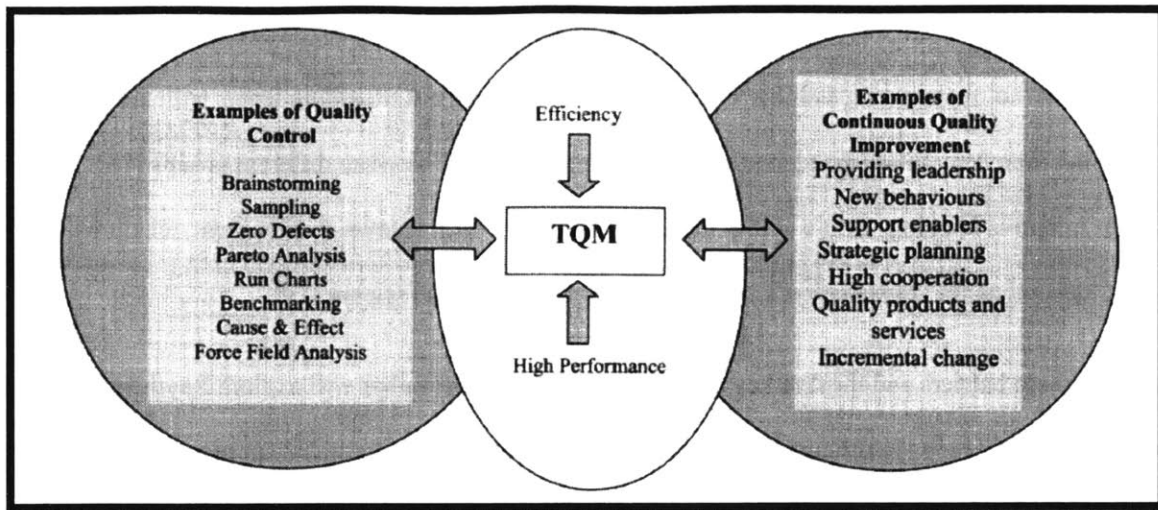 Examples of Quality
Control
Brainstorming
Sampling
Zero Defects
Pareto Analysis
Run Charts
Benchmarking
Cause & Effect
Force Field Analysis
Efficiency
TQM
High Performance
Examples of
Continuous Quality
Improvement
Providing leadership
New behaviours
Support enablers
Strategic planning
High cooperation
Quality products and
services
Incremental change